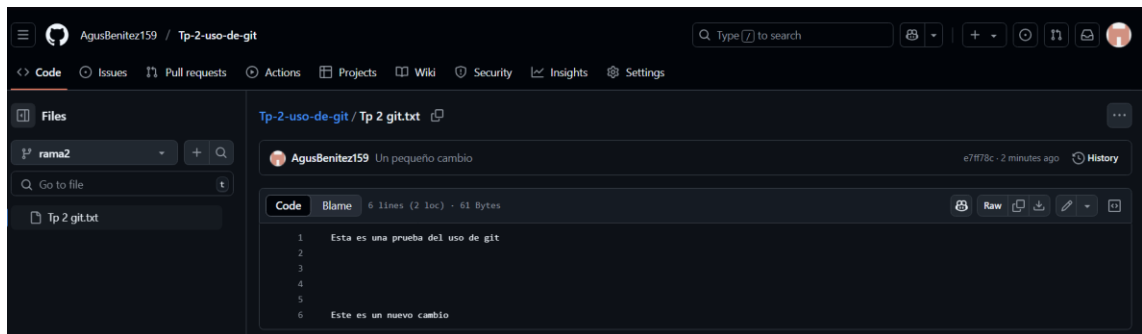 AgusBenitez159 / Tp-2-uso-de-git
Type / to search
Code Issues Pull requests Actions Projects Wiki Security Insights Settings
Files
Tp-2-uso-de-git / Tp 2 git.txt
rama2
AgusBenitez159 Un pequeño cambio
e7ff78c · 2 minutes ago History
Go to file t
Code Blame 6 lines (2 loc) · 61 Bytes
Raw
Tp 2 git.txt
1 Esta es una prueba del uso de git
2
3
4
5
6 Este es un nuevo cambio